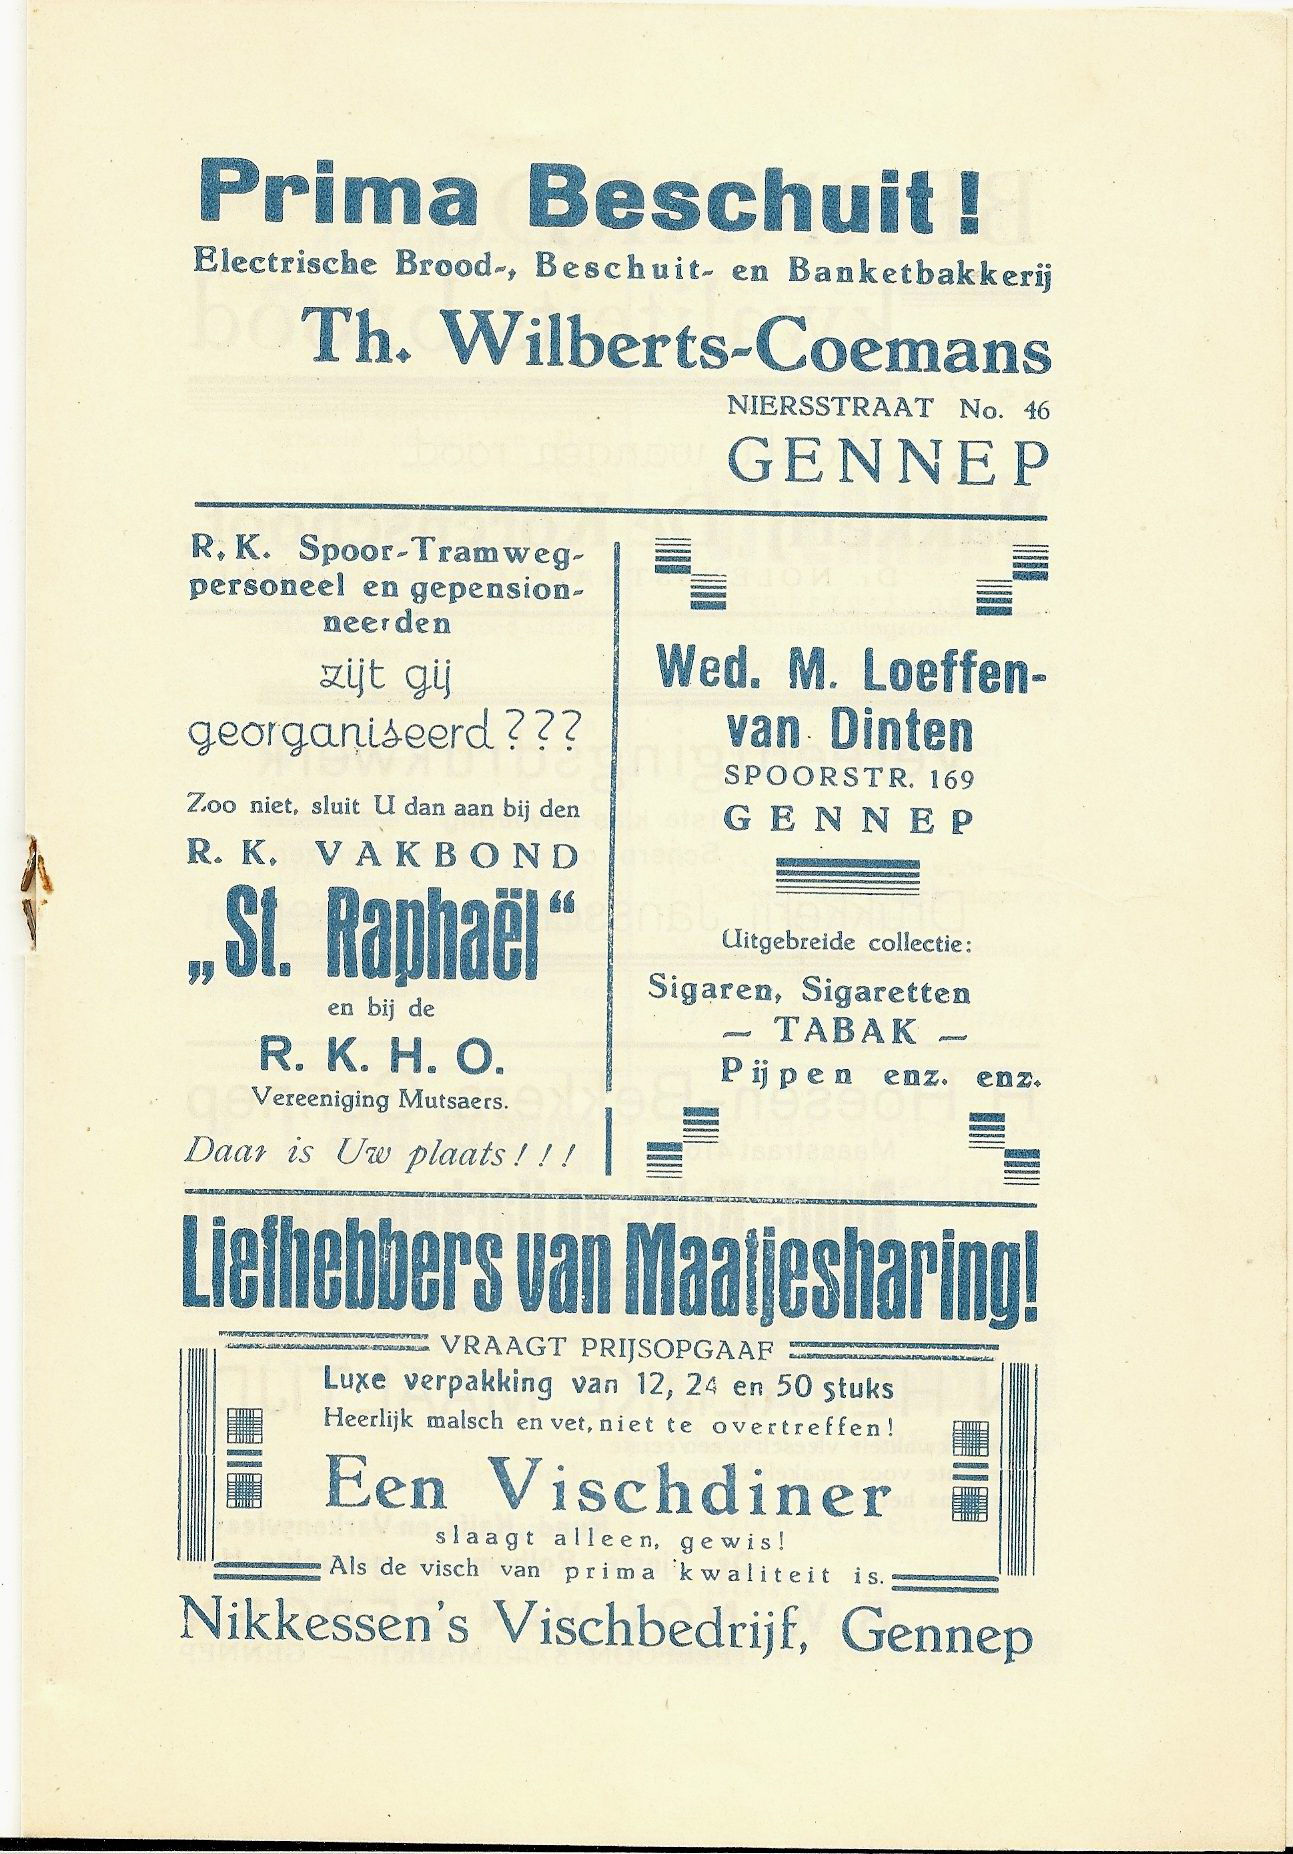 Prima Beschuit!
Electrische Brood-, Beschuit- en Banketbakkerij
Th. Wilberts-Coemans
NIERSSTRAAT No. 46
GENNEP
R.K. Spoor-Tramweg-
personeel en gepension-
neerden
zijt gij
georganiseerd???
Zoo niet, sluit U dan aan bij den
R. K. VAKBOND
„St. Raphaël“
en bij de
R. K. H. O.
Vereeniging Mutsaers.
Daar is Uw plaats!!!
Wed. M. Loeffen-
van Dinten
SPOORSTR. 169
GENNEP
Uitgebreide collectie:
Sigaren, Sigaretten
— TABAK —
Pijpen enz. enz.
Liefhebbers van Maatjesharing!
VRAAGT PRIJSOPGAAF
Luxe verpakking van 12, 24 en 50 stuks
Heerlijk malsch en vet, niet te overtreffen!
Een Vischdiner
slaagt alleen, gewis!
Als de visch van prima kwaliteit is.
Nikkessen's Vischbedrijf, Gennep